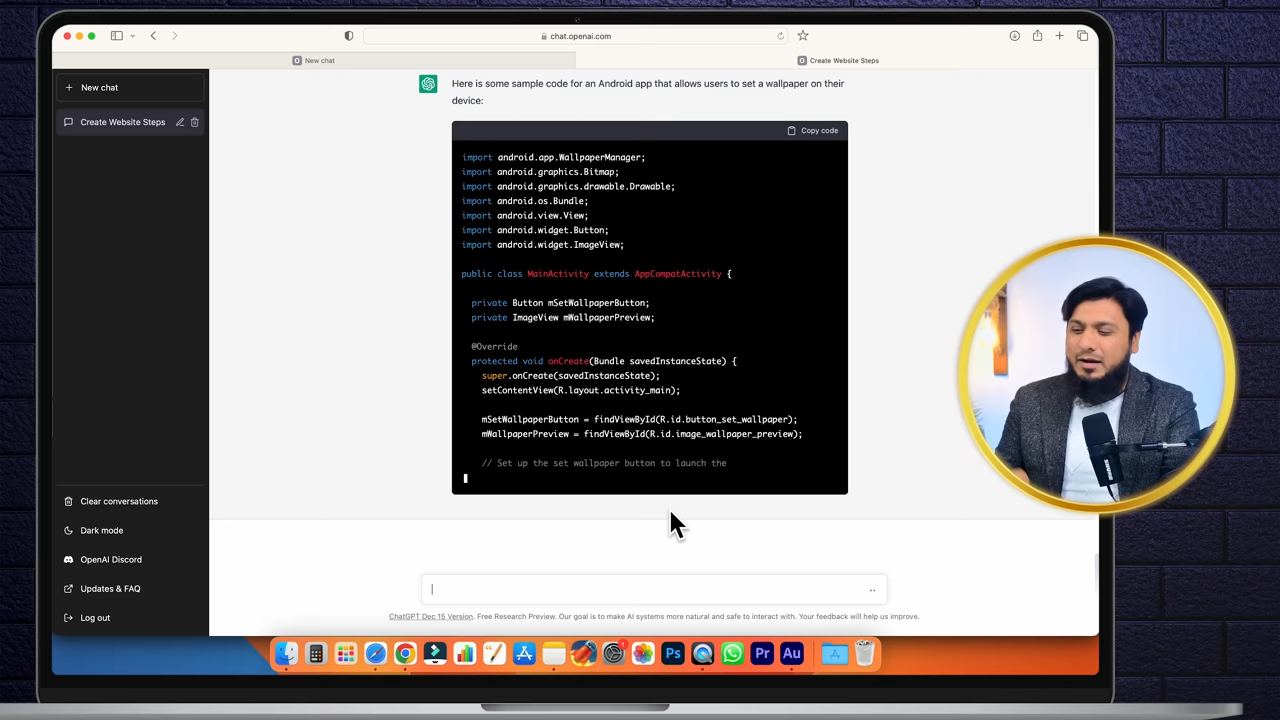 chat.openai.com
New chat
Create Website Steps
New chat
Create Website Steps
Clear conversations
Dark mode
OpenAI Discord
Updates & FAQ
Log out
Here is some sample code for an Android app that allows users to set a wallpaper on their
device:
Copy code
import android.app.WallpaperManager;
import android.graphics.Bitmap;
import android.graphics.drawable.Drawable;
import android.os.Bundle;
import android.view.View;
import android.widget.Button;
import android.widget.ImageView;
public class MainActivity extends AppCompatActivity {
private Button mSetWallpaperButton;
private ImageView mWallpaperPreview;
@Override
protected void onCreate(Bundle savedInstanceState) {
super.onCreate(savedInstanceState);
setContentView(R.layout.activity_main);
mSetWallpaperButton = findViewById(R.id.button_set_wallpaper);
mWallpaperPreview = findViewById(R.id.image_wallpaper_preview);
// Set up the set wallpaper button to launch the
ChatGPT Dec 15 Version. Free Research Preview. Our goal is to make AI systems more natural and safe to interact with. Your feedback will help us improve.
Ps
Pr
Au